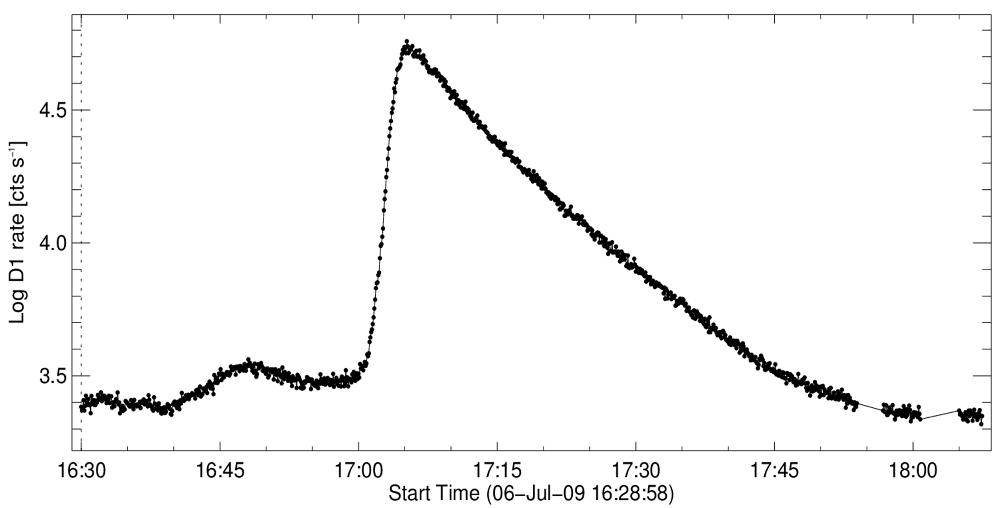 Log D1 rate [cts s⁻¹]
4.5
4.0
3.5
16:30 16:45 17:00 17:15 17:30 17:45 18:00
Start Time (06–Jul–09 16:28:58)